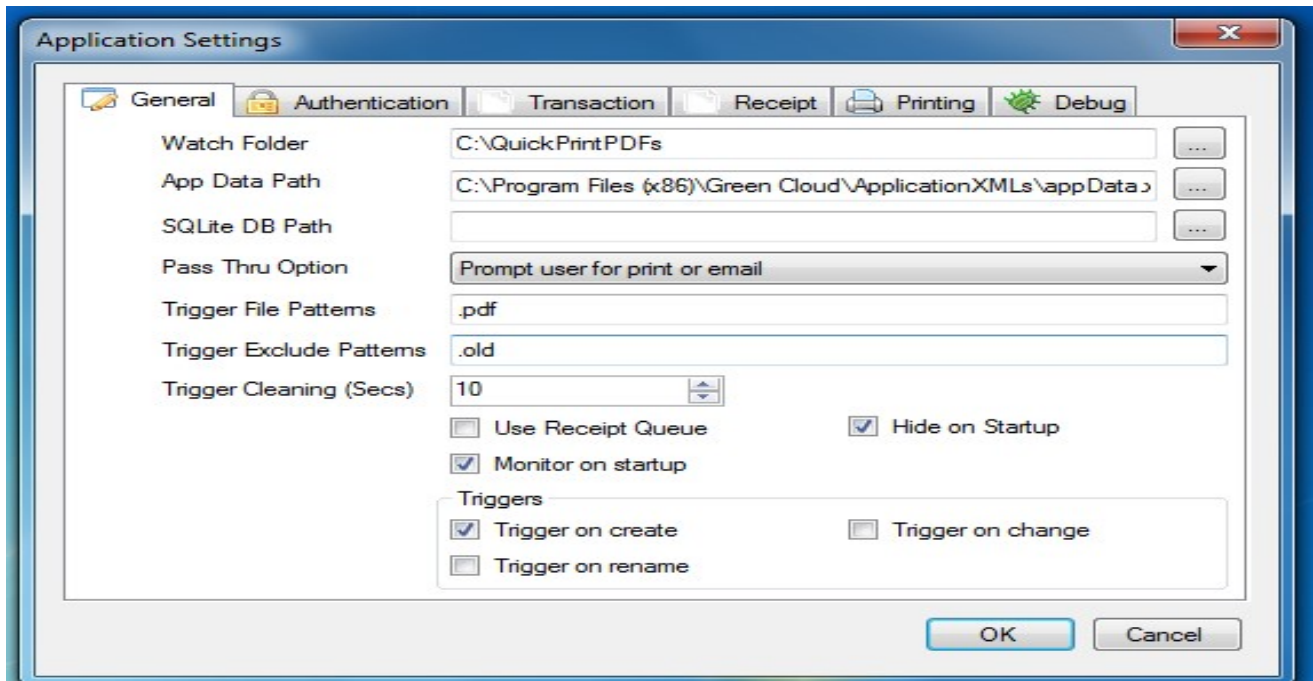 Application Settings
General Authentication Transaction Receipt Printing Debug
Watch Folder C:\QuickPrintPDFs ...
App Data Path C:\Program Files (x86)\Green Cloud\ApplicationXMLs\appData.x ...
SQLite DB Path ...
Pass Thru Option Prompt user for print or email
Trigger File Patterns .pdf
Trigger Exclude Patterns .old
Trigger Cleaning (Secs) 10
Use Receipt Queue Hide on Startup
Monitor on startup
Triggers
Trigger on create Trigger on change
Trigger on rename
OK Cancel